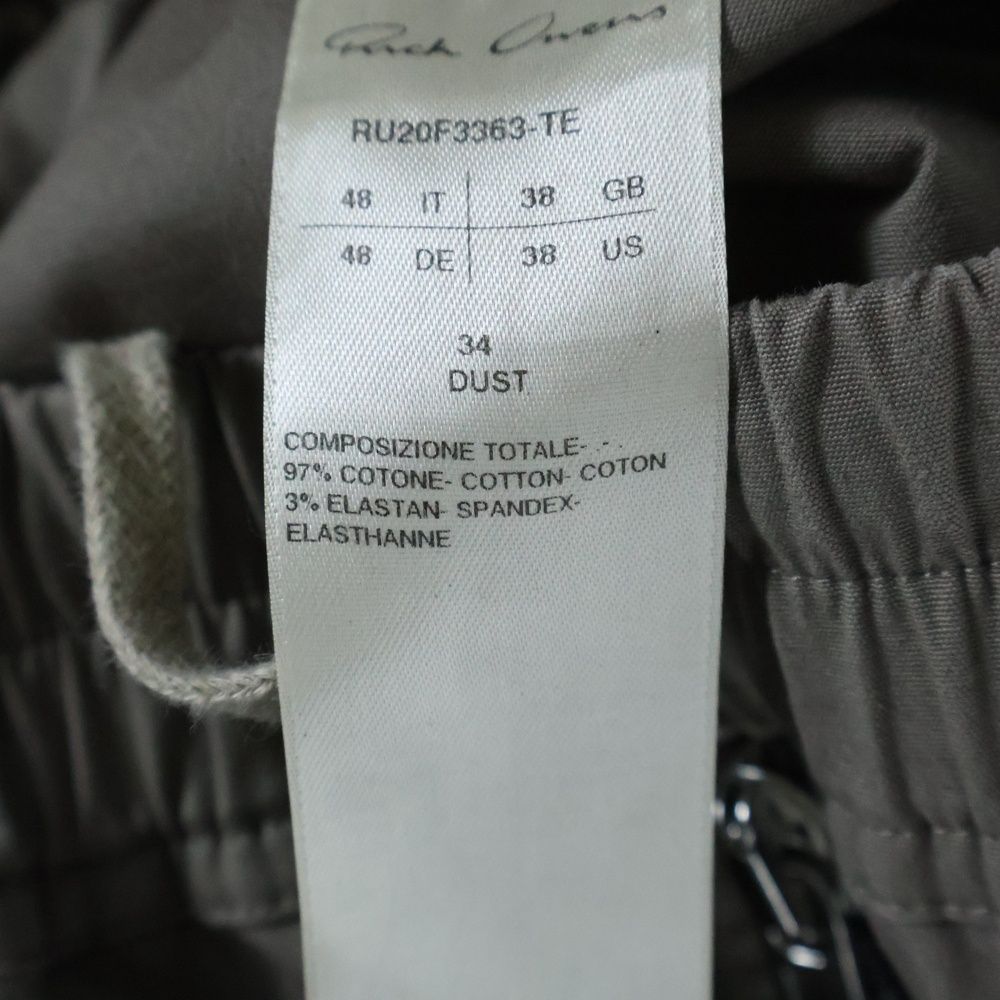 Rick Owens
RU20F3363-TE
48 IT 38 GB
48 DE 38 US
34
DUST
COMPOSIZIONE TOTALE- - -
97% COTONE- COTTON- COTON
3% ELASTAN- SPANDEX-
ELASTHANNE